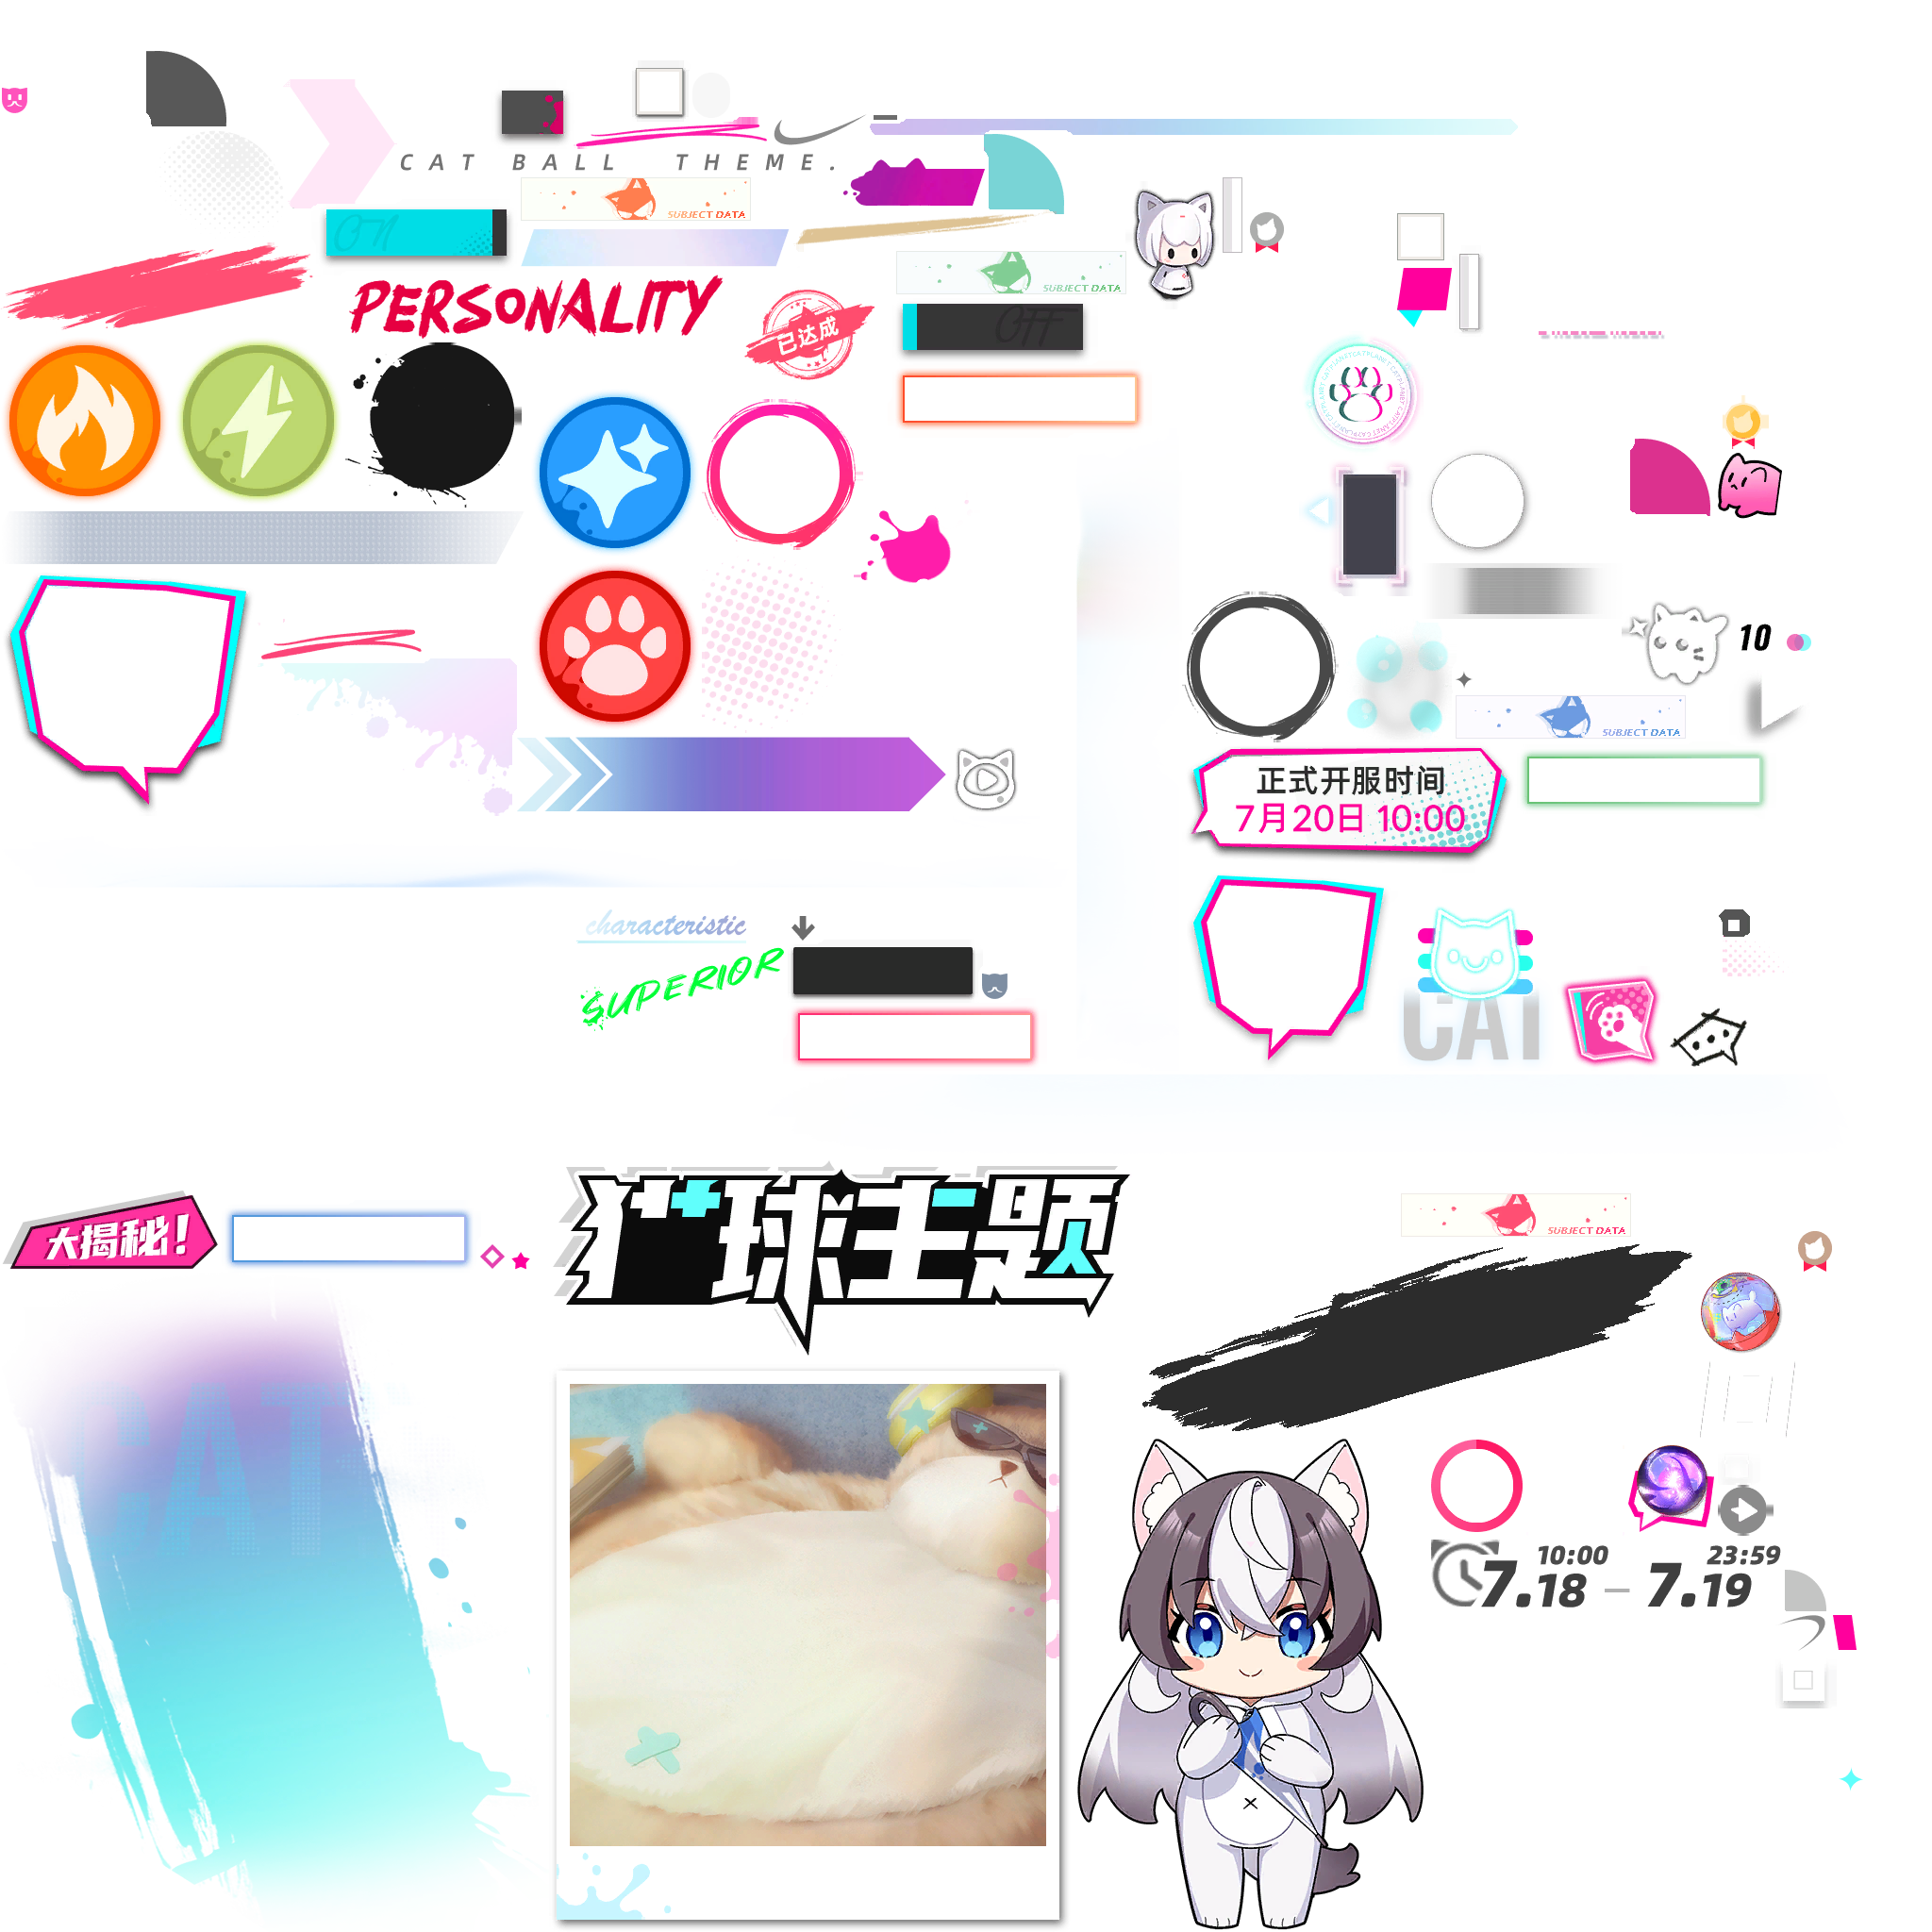 CAT BALL THEME.
SUBJECT DATA
ON
SUBJECT DATA
PERSONALITY
已达成
OFF
10
SUBJECT DATA
正式开服时间
7月20日 10:00
characteristic
SUPERIOR
CAT
大揭秘!
猫球主题
SUBJECT DATA
CAT
10:00 23:59
7.18 — 7.19